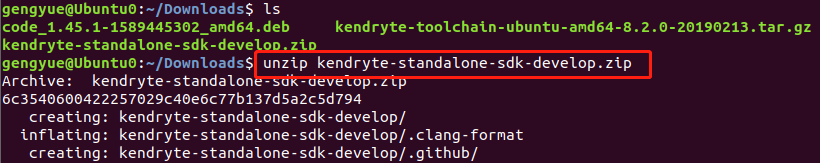 gengyue@Ubuntu0:~/Downloads$ ls
code_1.45.1-1589445302_amd64.deb kendryte-toolchain-ubuntu-amd64-8.2.0-20190213.tar.gz
kendryte-standalone-sdk-develop.zip
gengyue@Ubuntu0:~/Downloads$ unzip kendryte-standalone-sdk-develop.zip
Archive:  kendryte-standalone-sdk-develop.zip
6c3540600422257029c40e6c77b137d5a2c5d794
   creating: kendryte-standalone-sdk-develop/
  inflating: kendryte-standalone-sdk-develop/.clang-format
   creating: kendryte-standalone-sdk-develop/.github/